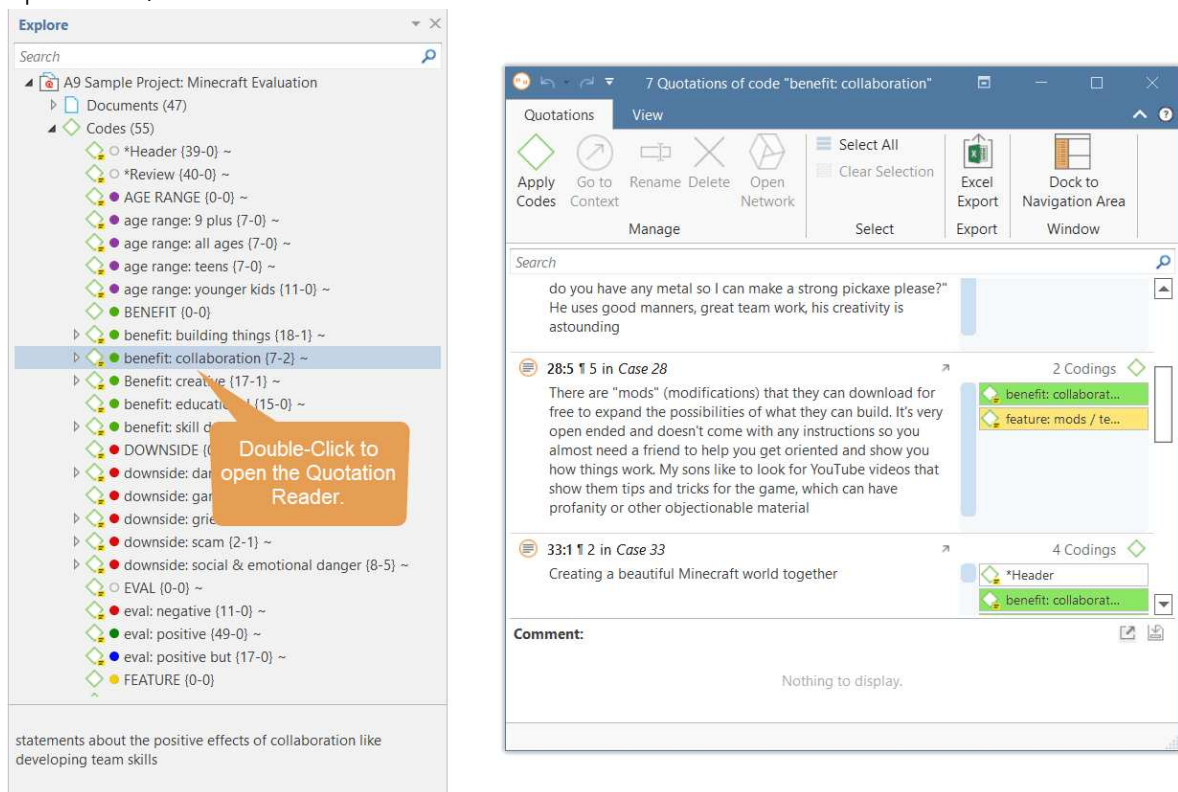 Explore
Search
A9 Sample Project: Minecraft Evaluation
Documents (47)
Codes (55)
*Header {39-0} ~
*Review {40-0} ~
AGE RANGE {0-0} ~
age range: 9 plus {7-0} ~
age range: all ages {7-0} ~
age range: teens {7-0} ~
age range: younger kids {11-0} ~
BENEFIT {0-0}
benefit: building things {18-1} ~
benefit: collaboration {7-2} ~
Benefit: creative {17-1} ~
benefit: educational {15-0} ~
benefit: skill d
DOWNSIDE {0
downside: dan
downside: gam
downside: grie
downside: scam {2-1} ~
downside: social & emotional danger {8-5} ~
EVAL {0-0} ~
eval: negative {11-0} ~
eval: positive {49-0} ~
eval: positive but {17-0} ~
FEATURE {0-0}
Double-Click to
open the Quotation
Reader.
statements about the positive effects of collaboration like
developing team skills
7 Quotations of code "benefit: collaboration"
Quotations View
Apply
Codes
Go to
Context
Rename Delete
Open
Network
Select All
Clear Selection
Excel
Export
Dock to
Navigation Area
Manage Select Export Window
Search
do you have any metal so I can make a strong pickaxe please?"
He uses good manners, great team work, his creativity is
astounding
28:5 ¶ 5 in Case 28
2 Codings
There are "mods" (modifications) that they can download for
free to expand the possibilities of what they can build. It's very
open ended and doesn't come with any instructions so you
almost need a friend to help you get oriented and show you
how things work. My sons like to look for YouTube videos that
show them tips and tricks for the game, which can have
profanity or other objectionable material
benefit: collaborat...
feature: mods / te...
33:1 ¶ 2 in Case 33
4 Codings
Creating a beautiful Minecraft world together
*Header
benefit: collaborat...
Comment:
Nothing to display.